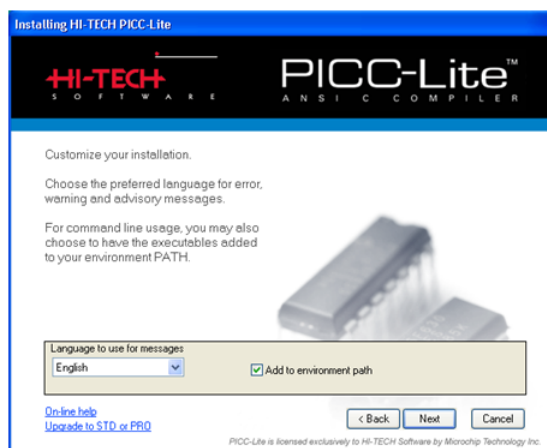 Installing HI-TECH PICC-Lite
HI-TECH
SOFTWARE
PICC-Lite™
ANSI C COMPILER
Customize your installation.
Choose the preferred language for error,
warning and advisory messages.
For command line usage, you may also
choose to have the executables added
to your environment PATH.
Language to use for messages
English
Add to environment path
On-line help
Upgrade to STD or PRO
< Back
Next
Cancel
PICC-Lite is licensed exclusively to HI-TECH Software by Microchip Technology Inc.